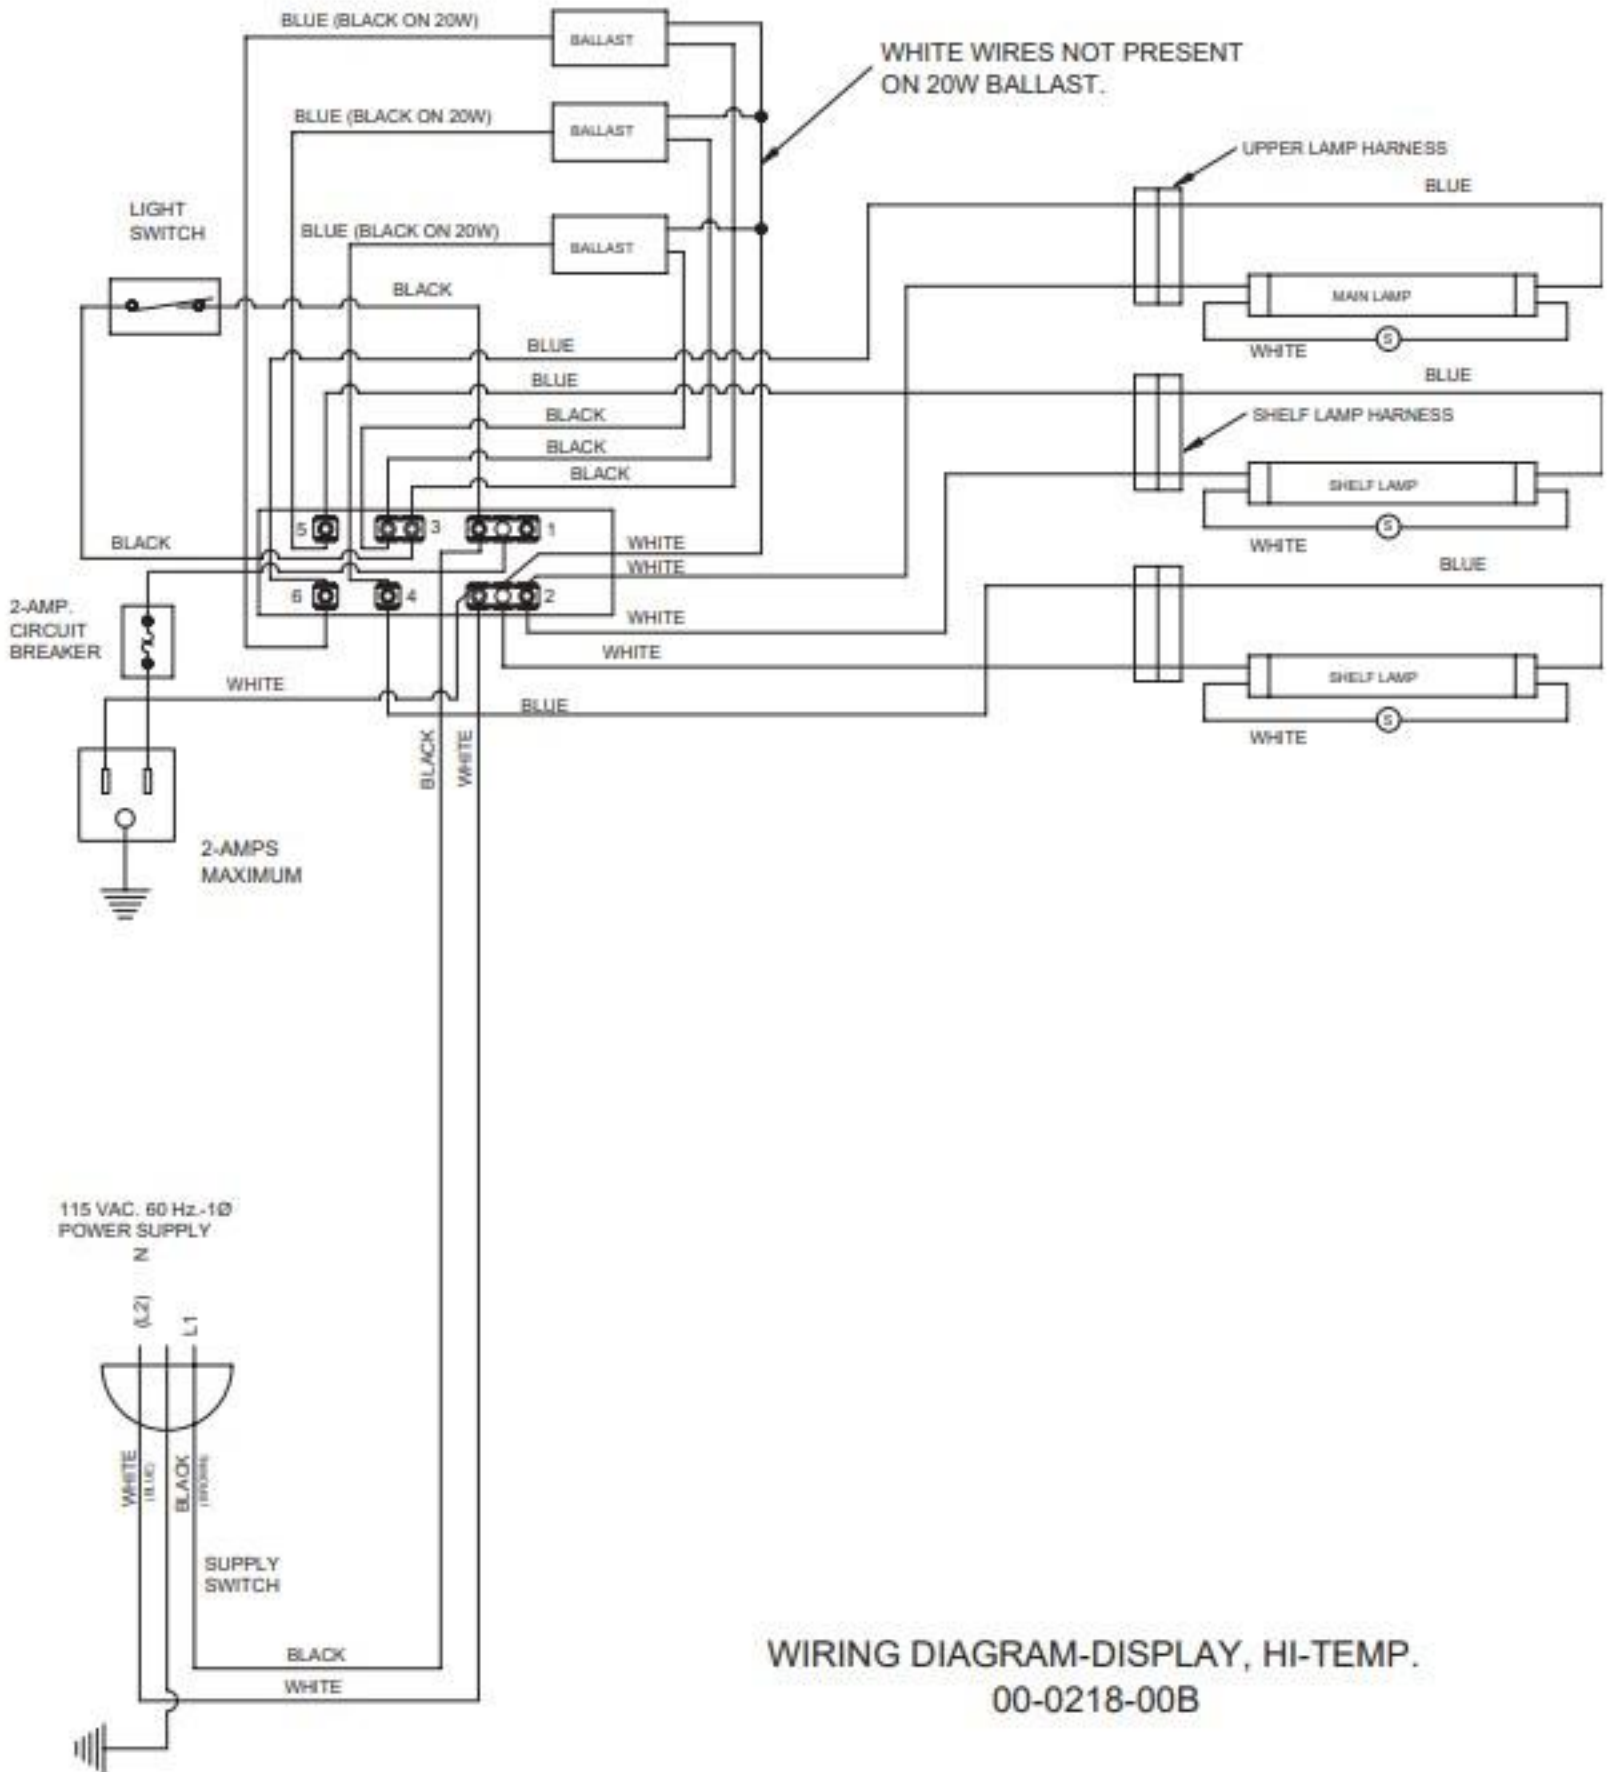 BLUE (BLACK ON 20W)
BALLAST
WHITE WIRES NOT PRESENT
ON 20W BALLAST.
BLUE (BLACK ON 20W)
BALLAST
UPPER LAMP HARNESS
BLUE
LIGHT
SWITCH
BLUE (BLACK ON 20W)
BALLAST
BLACK
MAIN LAMP
BLUE
WHITE
S
BLUE
BLUE
BLACK
SHELF LAMP HARNESS
BLACK
BLACK
SHELF LAMP
S
WHITE
5
3
1
BLACK
WHITE
WHITE
BLUE
6
4
2
2-AMP.
CIRCUIT
BREAKER
WHITE
WHITE
SHELF LAMP
WHITE
BLUE
S
WHITE
BLACK
WHITE
2-AMPS
MAXIMUM
115 VAC. 60 Hz.-1Ø
POWER SUPPLY
N
(L2)
L1
WHITE
(BLUE)
BLACK
(BROWN)
SUPPLY
SWITCH
BLACK
WHITE
WIRING DIAGRAM-DISPLAY, HI-TEMP.
00-0218-00B